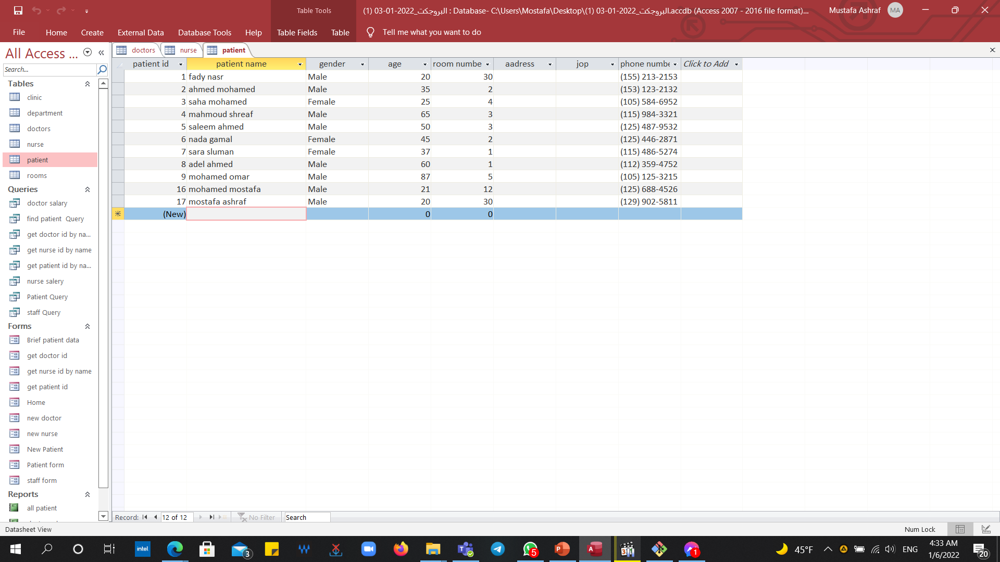 Table Tools
البروجكت_2022-01-03 (1) : Database- C:\Users\Mostafa\Desktop\البروجكت_2022-01-03 (1).accdb (Access 2007 - 2016 file format)...
Mustafa Ashraf MA
File Home Create External Data Database Tools Help Table Fields Table Tell me what you want to do
All Access ...
Search...
Tables
clinic
department
doctors
nurse
patient
rooms
Queries
doctor salary
find patient Query
get doctor id by na...
get nurse id by name
get patient id by na...
nurse salery
Patient Query
staff Query
Forms
Brief patient data
get doctor id
get nurse id by name
get patient id
Home
new doctor
new nurse
New Patient
Patient form
staff form
Reports
all patient
doctors nurse patient
patient id patient name gender age room numbe aadress jop phone numbe Click to Add
1 fady nasr Male 20 30 (155) 213-2153
2 ahmed mohamed Male 35 2 (153) 123-2132
3 saha mohamed Female 25 4 (105) 584-6952
4 mahmoud shreaf Male 65 3 (115) 984-3321
5 saleem ahmed Male 50 3 (125) 487-9532
6 nada gamal Female 45 2 (125) 446-2871
7 sara sluman Female 37 1 (115) 486-5274
8 adel ahmed Male 60 1 (112) 359-4752
9 mohamed omar Male 87 5 (105) 125-3215
16 mohamed mostafa Male 21 12 (125) 688-4526
17 mostafa ashraf Male 20 30 (129) 902-5811
(New) 0 0
Record: 12 of 12 No Filter Search
Datasheet View
Num Lock
intel 3 5 1
45°F ENG
4:33 AM
1/6/2022
20